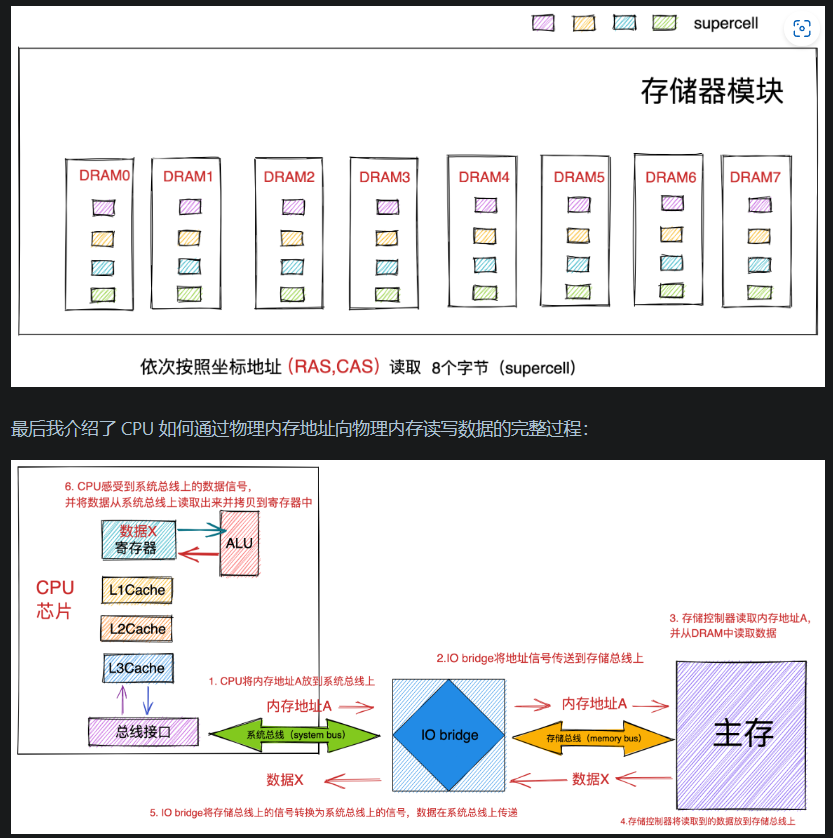 supercell
存储器模块
DRAM0 DRAM1 DRAM2 DRAM3 DRAM4 DRAM5 DRAM6 DRAM7
依次按照坐标地址(RAS,CAS) 读取 8个字节(supercell)
最后我介绍了 CPU 如何通过物理内存地址向物理内存读写数据的完整过程:
6. CPU感受到系统总线上的数据信号,
并将数据从系统总线上读取出来并拷贝到寄存器中
数据X
寄存器
ALU
CPU
芯片
L1Cache
L2Cache
L3Cache
总线接口
1. CPU将内存地址A放到系统总线上
内存地址A
系统总线 (system bus)
数据X
2.IO bridge将地址信号传送到存储总线上
IO bridge
内存地址A
存储总线 (memory bus)
数据X
3. 存储控制器读取内存地址A,
并从DRAM中读取数据
主存
4.存储控制器将读取到的数据放到存储总线上
5. IO bridge将存储总线上的信号转换为系统总线上的信号, 数据在系统总线上传递